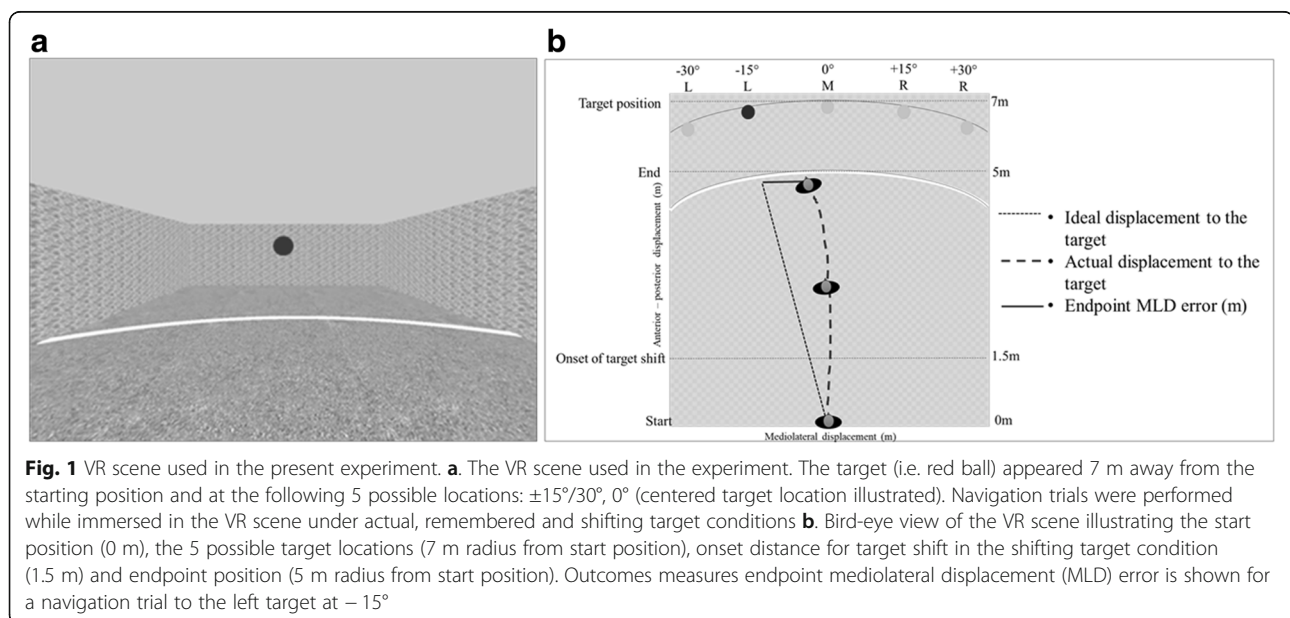 a
b
-30° -15° 0° +15° +30°
L L M R R
Target position
7m
End
5m
Anterior – posterior displacement (m)
• Ideal displacement to the
target
• Actual displacement to the
target
• Endpoint MLD error (m)
Onset of target shift
1.5m
Start
0m
Mediolateral displacement (m)
Fig. 1 VR scene used in the present experiment. a. The VR scene used in the experiment. The target (i.e. red ball) appeared 7 m away from the
starting position and at the following 5 possible locations: ±15°/30°, 0° (centered target location illustrated). Navigation trials were performed
while immersed in the VR scene under actual, remembered and shifting target conditions b. Bird-eye view of the VR scene illustrating the start
position (0 m), the 5 possible target locations (7 m radius from start position), onset distance for target shift in the shifting target condition
(1.5 m) and endpoint position (5 m radius from start position). Outcomes measures endpoint mediolateral displacement (MLD) error is shown for
a navigation trial to the left target at − 15°